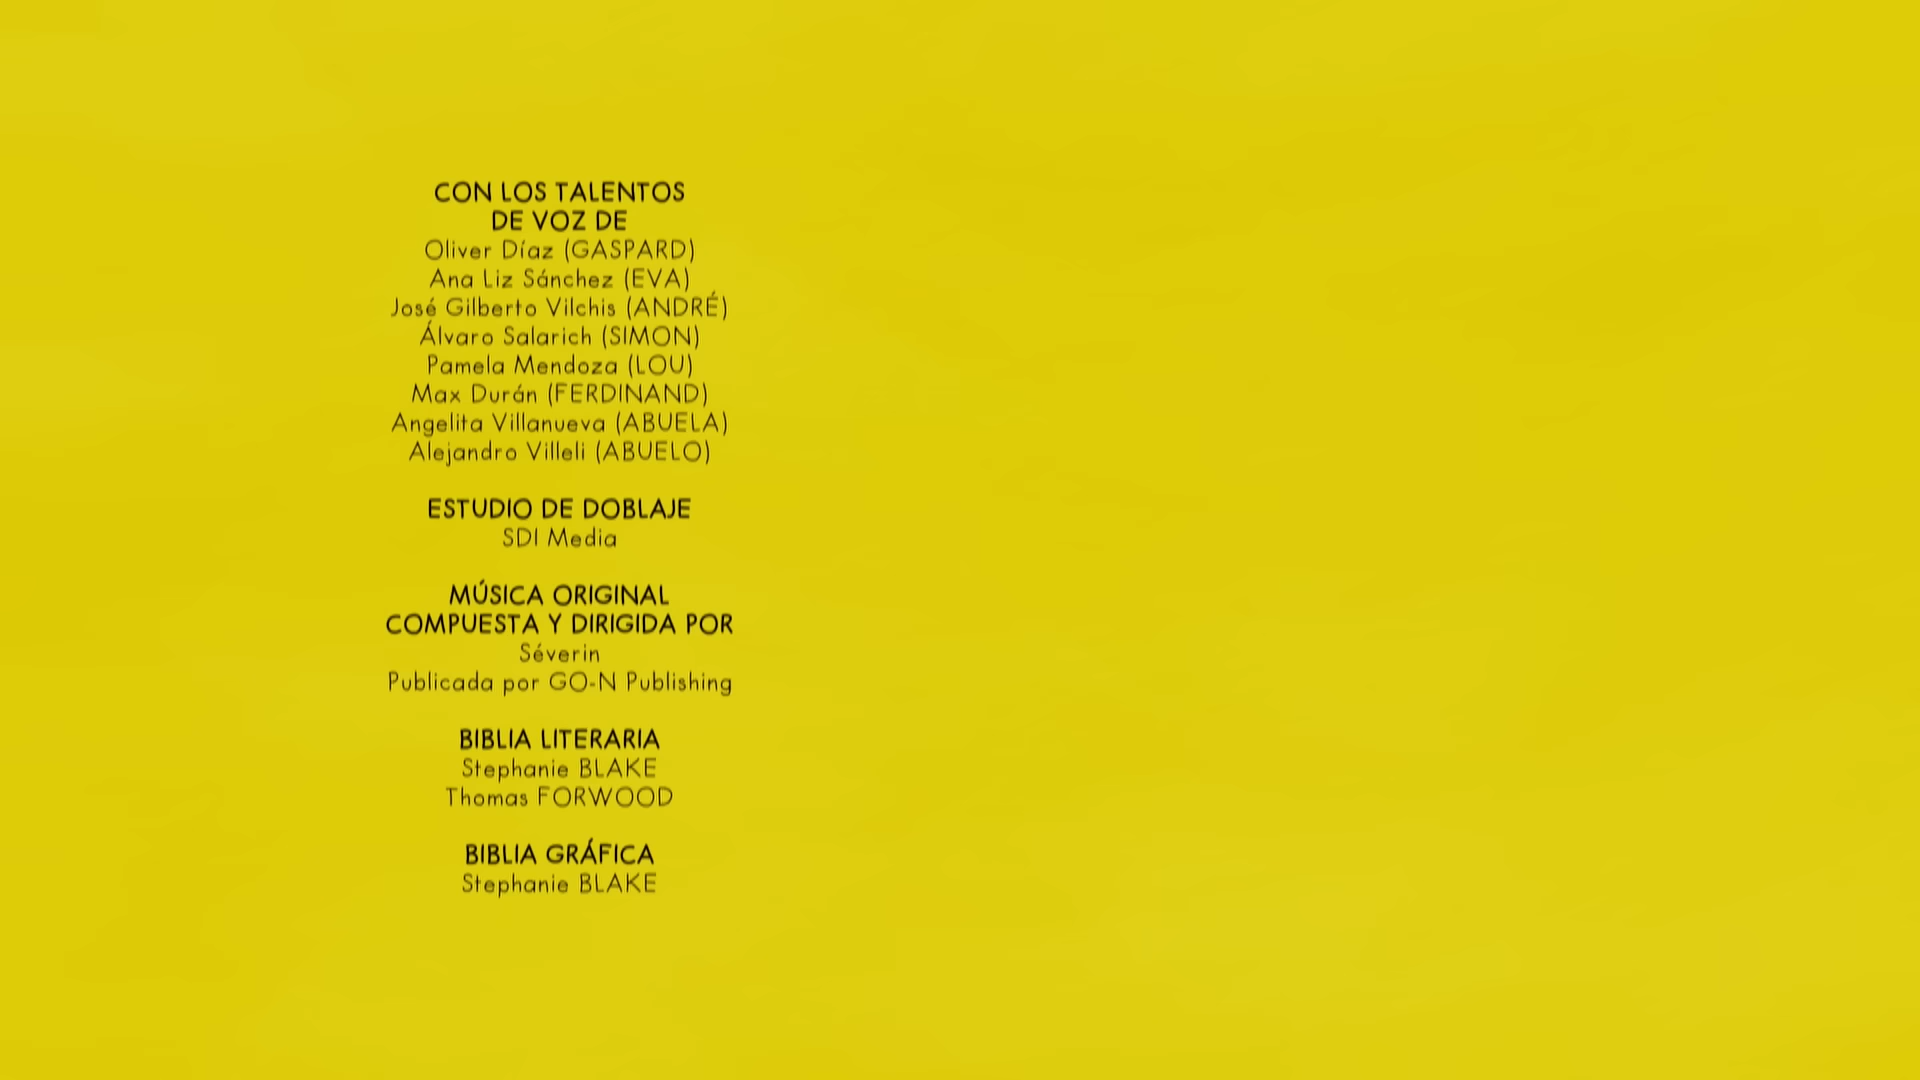 CON LOS TALENTOS
DE VOZ DE
Oliver Díaz (GASPARD)
Ana Liz Sánchez (EVA)
José Gilberto Vilchis (ANDRÉ)
Álvaro Salarich (SIMON)
Pamela Mendoza (LOU)
Max Durán (FERDINAND)
Angelita Villanueva (ABUELA)
Alejandro Villeli (ABUELO)
ESTUDIO DE DOBLAJE
SDI Media
MÚSICA ORIGINAL
COMPUESTA Y DIRIGIDA POR
Séverin
Publicada por GO-N Publishing
BIBLIA LITERARIA
Stephanie BLAKE
Thomas FORWOOD
BIBLIA GRÁFICA
Stephanie BLAKE